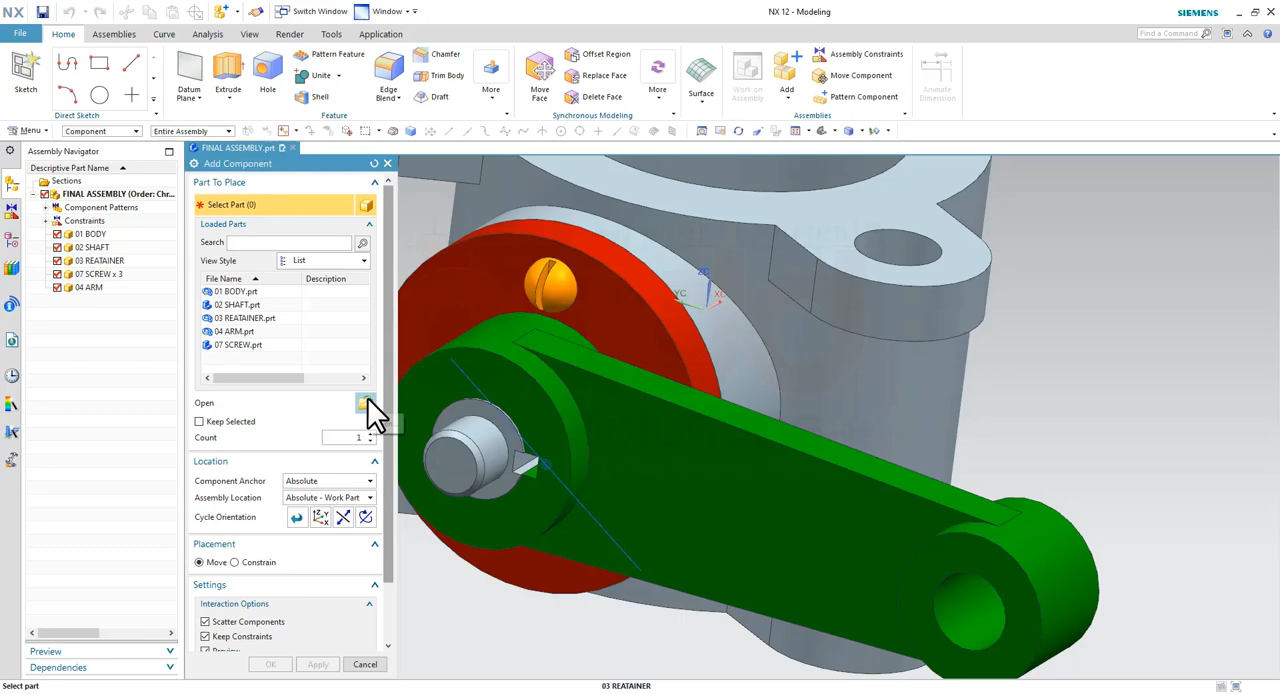 NX
Switch Window
Window
NX 12 - Modeling
SIEMENS
File
Home
Assemblies
Curve
Analysis
View
Render
Tools
Application
Find a Command
Sketch
Direct Sketch
Datum
Plane
Extrude
Hole
Pattern Feature
Unite
Shell
Edge
Blend
Chamfer
Trim Body
Draft
More
Feature
Move
Face
Offset Region
Replace Face
Delete Face
More
Synchronous Modeling
Surface
Work on
Assembly
Add
Assembly Constraints
Move Component
Pattern Component
Assemblies
Animate
Dimension
Menu
Component
Entire Assembly
Assembly Navigator
Descriptive Part Name
Sections
FINAL ASSEMBLY (Order: Chr...
Component Patterns
Constraints
01 BODY
02 SHAFT
03 REATAINER
07 SCREW x 3
04 ARM
Preview
Dependencies
FINAL ASSEMBLY.prt
Add Component
Part To Place
* Select Part (0)
Loaded Parts
Search
View Style
List
File Name
Description
01 BODY.prt
02 SHAFT.prt
03 REATAINER.prt
04 ARM.prt
07 SCREW.prt
Open
Keep Selected
Count
1
Location
Component Anchor
Absolute
Assembly Location
Absolute - Work Part
Cycle Orientation
Placement
Move
Constrain
Settings
Interaction Options
Scatter Components
Keep Constraints
OK
Apply
Cancel
ZC
YC
XC
Select part
03 REATAINER